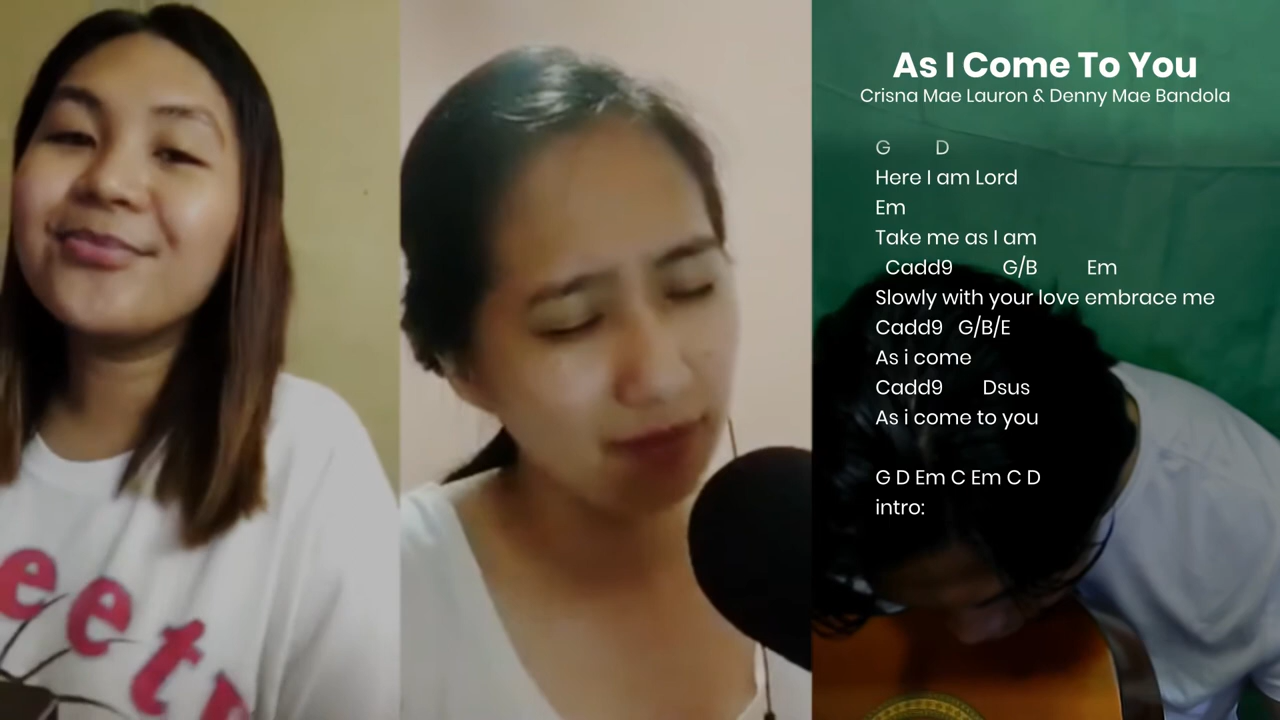 As I Come To You
Crisna Mae Lauron & Denny Mae Bandola
G D
Here I am Lord
Em
Take me as I am
Cadd9 G/B Em
Slowly with your love embrace me
Cadd9 G/B/E
As i come
Cadd9 Dsus
As i come to you
G D Em C Em C D
intro: